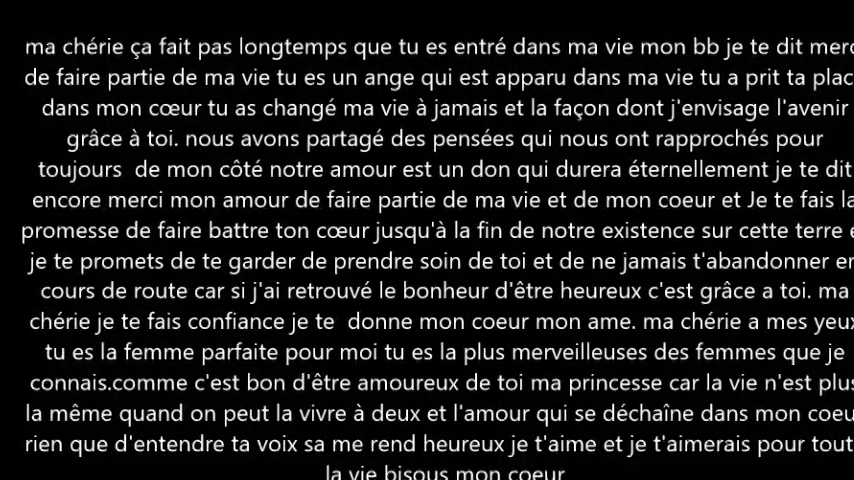 ma chérie ça fait pas longtemps que tu es entré dans ma vie mon bb je te dit merc
de faire partie de ma vie tu es un ange qui est apparu dans ma vie tu a prit ta plac
dans mon cœur tu as changé ma vie à jamais et la façon dont j'envisage l'avenir
grâce à toi. nous avons partagé des pensées qui nous ont rapprochés pour
toujours de mon côté notre amour est un don qui durera éternellement je te dit
encore merci mon amour de faire partie de ma vie et de mon coeur et Je te fais la
promesse de faire battre ton cœur jusqu'à la fin de notre existence sur cette terre e
je te promets de te garder de prendre soin de toi et de ne jamais t'abandonner en
cours de route car si j'ai retrouvé le bonheur d'être heureux c'est grâce a toi. ma
chérie je te fais confiance je te donne mon coeur mon ame. ma chérie a mes yeux
tu es la femme parfaite pour moi tu es la plus merveilleuses des femmes que je
connais.comme c'est bon d'être amoureux de toi ma princesse car la vie n'est plus
la même quand on peut la vivre à deux et l'amour qui se déchaîne dans mon coeu
rien que d'entendre ta voix sa me rend heureux je t'aime et je t'aimerais pour tout
la vie bisous mon coeur